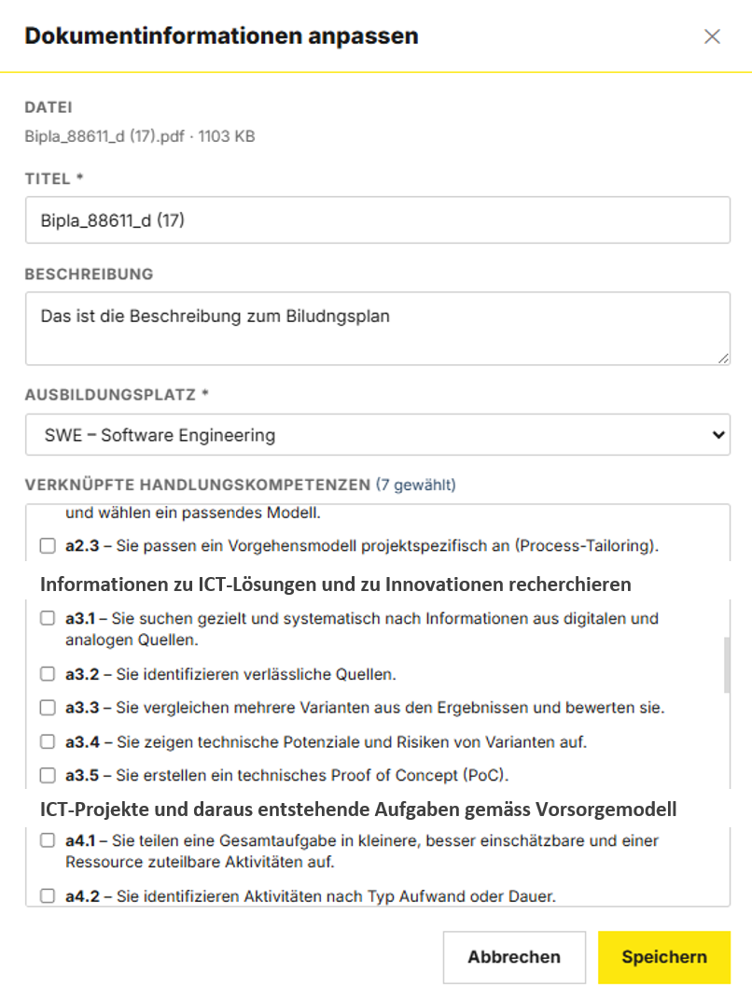 Dokumentinformationen anpassen
DATEI
Bipla_88611_d (17).pdf · 1103 KB
TITEL *
Bipla_88611_d (17)
BESCHREIBUNG
Das ist die Beschreibung zum Biludngsplan
AUSBILDUNGSPLATZ *
SWE – Software Engineering
VERKNÜPFTE HANDLUNGSKOMPETENZEN (7 gewählt)
und wählen ein passendes Modell.
a2.3 – Sie passen ein Vorgehensmodell projektspezifisch an (Process-Tailoring).
Informationen zu ICT-Lösungen und zu Innovationen recherchieren
a3.1 – Sie suchen gezielt und systematisch nach Informationen aus digitalen und
analogen Quellen.
a3.2 – Sie identifizieren verlässliche Quellen.
a3.3 – Sie vergleichen mehrere Varianten aus den Ergebnissen und bewerten sie.
a3.4 – Sie zeigen technische Potenziale und Risiken von Varianten auf.
a3.5 – Sie erstellen ein technisches Proof of Concept (PoC).
ICT-Projekte und daraus entstehende Aufgaben gemäss Vorsorgemodell
a4.1 – Sie teilen eine Gesamtaufgabe in kleinere, besser einschätzbare und einer
Ressource zuteilbare Aktivitäten auf.
a4.2 – Sie identifizieren Aktivitäten nach Typ Aufwand oder Dauer.
Abbrechen
Speichern